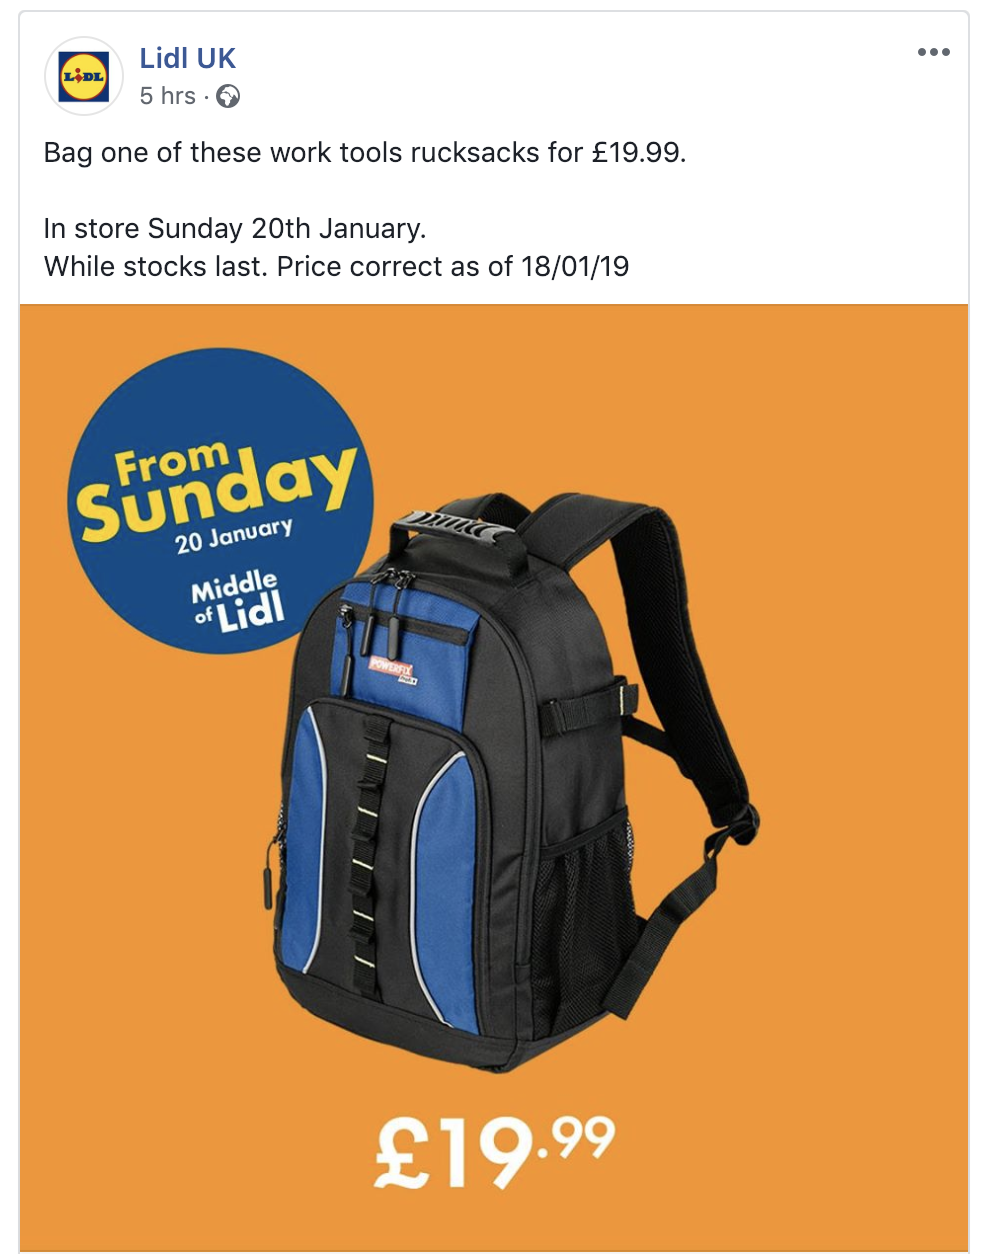 LIDL
Lidl UK
5 hrs ·
Bag one of these work tools rucksacks for £19.99.
In store Sunday 20th January.
While stocks last. Price correct as of 18/01/19
From
Sunday
20 January
Middle
of Lidl
POWERFIX
£19.99